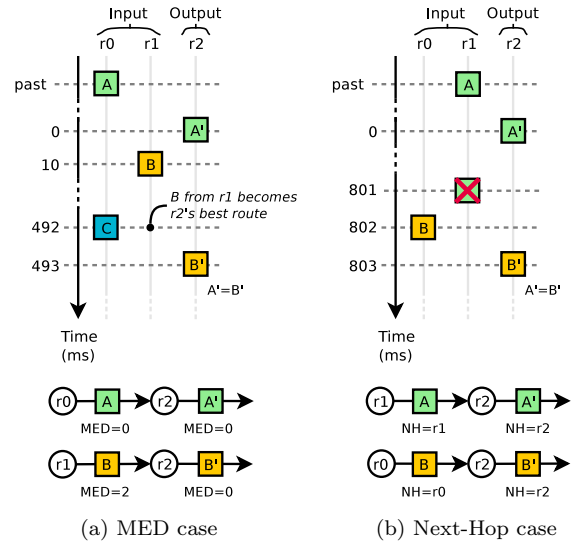 Input Output
r0 r1 r2
past A
0 A'
10 B
B from r1 becomes
r2's best route
492 C
493 B'
A'=B'
Time
(ms)
r0 A r2 A'
MED=0 MED=0
r1 B r2 B'
MED=2 MED=0
(a) MED case
Input Output
r0 r1 r2
past A
0 A'
801
802 B
803 B'
A'=B'
Time
(ms)
r1 A r2 A'
NH=r1 NH=r2
r0 B r2 B'
NH=r0 NH=r2
(b) Next-Hop case